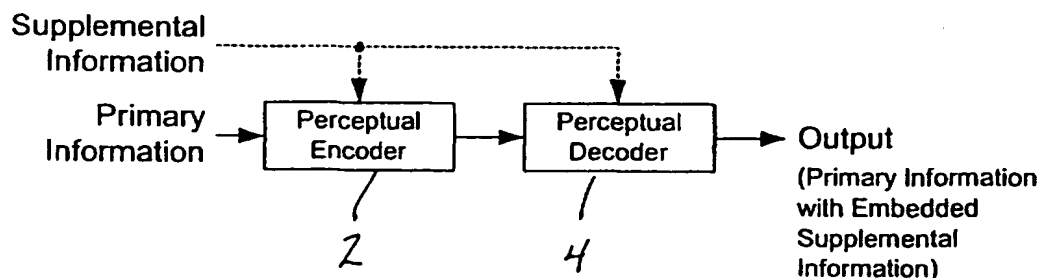 Supplemental
Information
Primary
Information
Perceptual
Encoder
Perceptual
Decoder
Output
(Primary Information
with Embedded
Supplemental
Information)
2
4